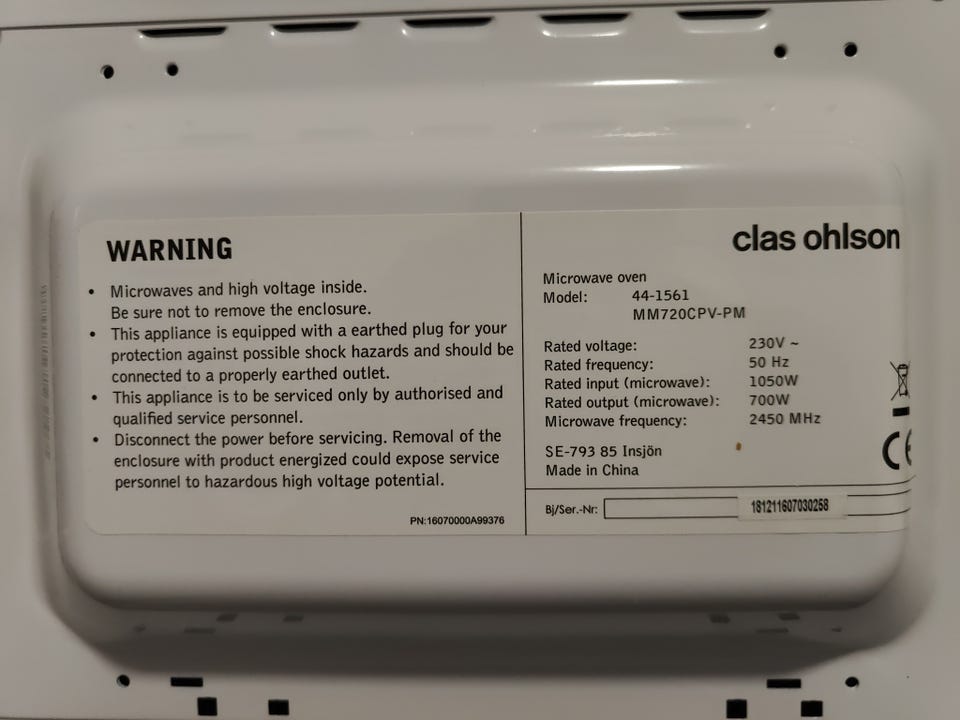 WARNING
• Microwaves and high voltage inside.
Be sure not to remove the enclosure.
• This appliance is equipped with a earthed plug for your
protection against possible shock hazards and should be
connected to a properly earthed outlet.
• This appliance is to be serviced only by authorised and
qualified service personnel.
• Disconnect the power before servicing. Removal of the
enclosure with product energized could expose service
personnel to hazardous high voltage potential.
PN:16070000A99376
clas ohlson
Microwave oven
Model: 44-1561
MM720CPV-PM
Rated voltage: 230V ~
Rated frequency: 50 Hz
Rated input (microwave): 1050W
Rated output (microwave): 700W
Microwave frequency: 2450 MHz
SE-793 85 Insjön
Made in China
CE
Bj/Ser.-Nr: 181211607030258